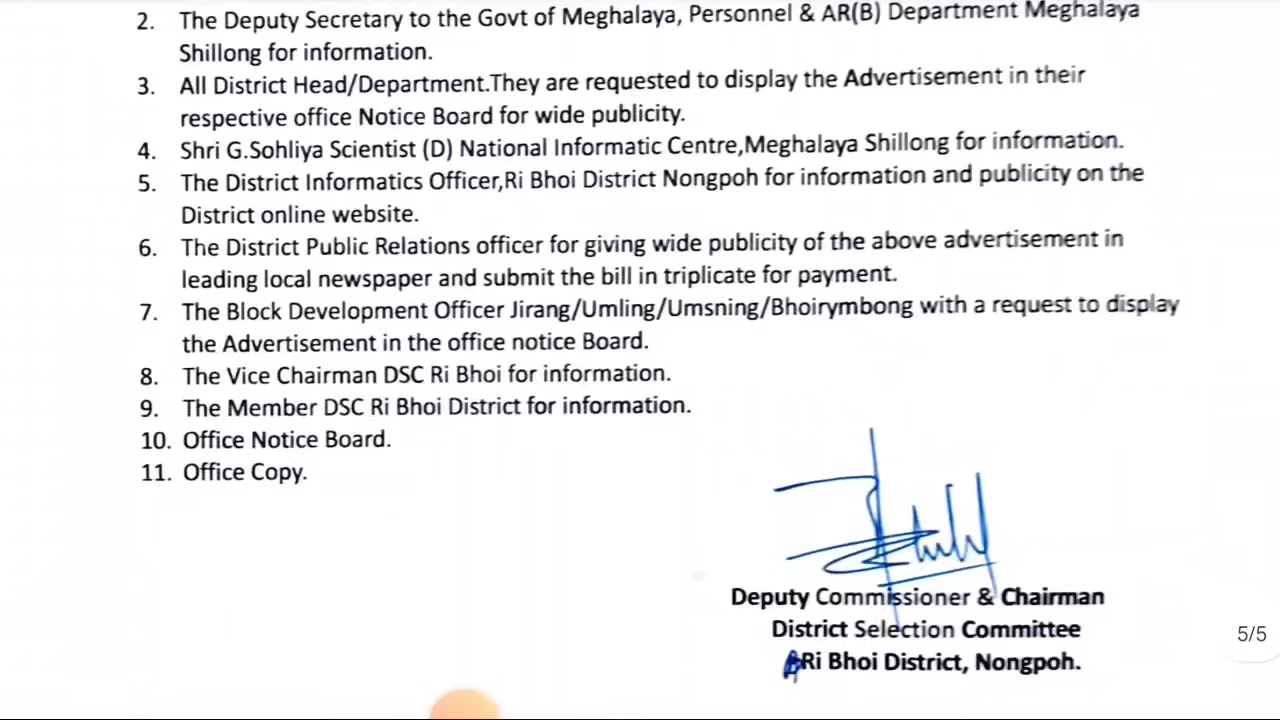 2. The Deputy Secretary to the Govt of Meghalaya, Personnel & AR(B) Department Meghalaya
Shillong for information.
3. All District Head/Department.They are requested to display the Advertisement in their
respective office Notice Board for wide publicity.
4. Shri G.Sohliya Scientist (D) National Informatic Centre,Meghalaya Shillong for information.
5. The District Informatics Officer,Ri Bhoi District Nongpoh for information and publicity on the
District online website.
6. The District Public Relations officer for giving wide publicity of the above advertisement in
leading local newspaper and submit the bill in triplicate for payment.
7. The Block Development Officer Jirang/Umling/Umsning/Bhoirymbong with a request to display
the Advertisement in the office notice Board.
8. The Vice Chairman DSC Ri Bhoi for information.
9. The Member DSC Ri Bhoi District for information.
10. Office Notice Board.
11. Office Copy.
Deputy Commissioner & Chairman
District Selection Committee
Ri Bhoi District, Nongpoh.
5/5